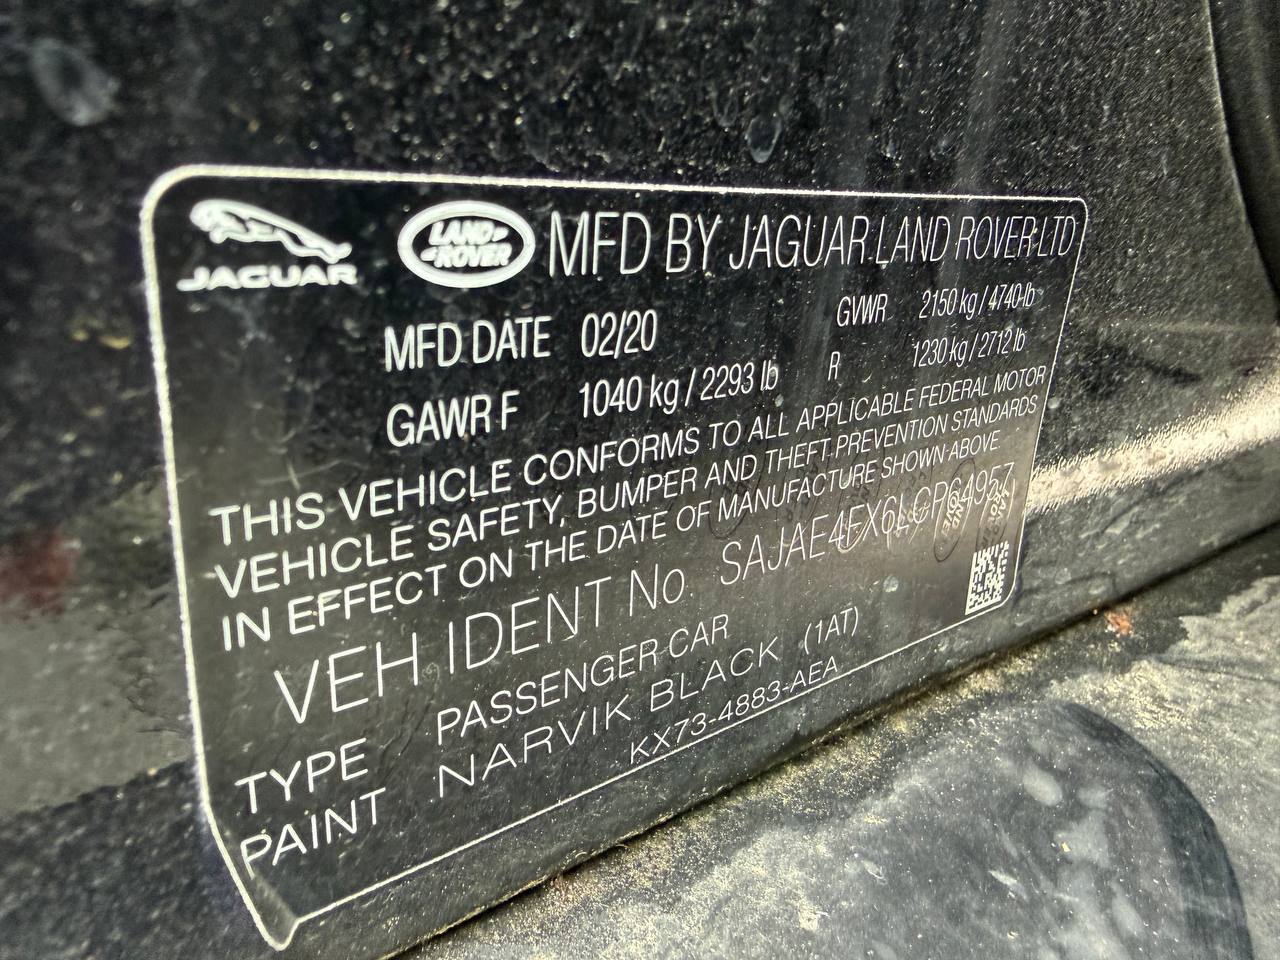 JAGUAR
LAND ROVER
MFD BY JAGUAR LAND ROVER LTD
MFD DATE 02/20 GVWR 2150 kg / 4740 lb
GAWR F 1040 kg / 2293 lb R 1230 kg / 2712 lb
THIS VEHICLE CONFORMS TO ALL APPLICABLE FEDERAL MOTOR
VEHICLE SAFETY, BUMPER AND THEFT PREVENTION STANDARDS
IN EFFECT ON THE DATE OF MANUFACTURE SHOWN ABOVE
VEH IDENT No. SAJAE4FX6LCP64957
TYPE PASSENGER CAR
PAINT NARVIK BLACK (1AT)
KX73-4883-AEA